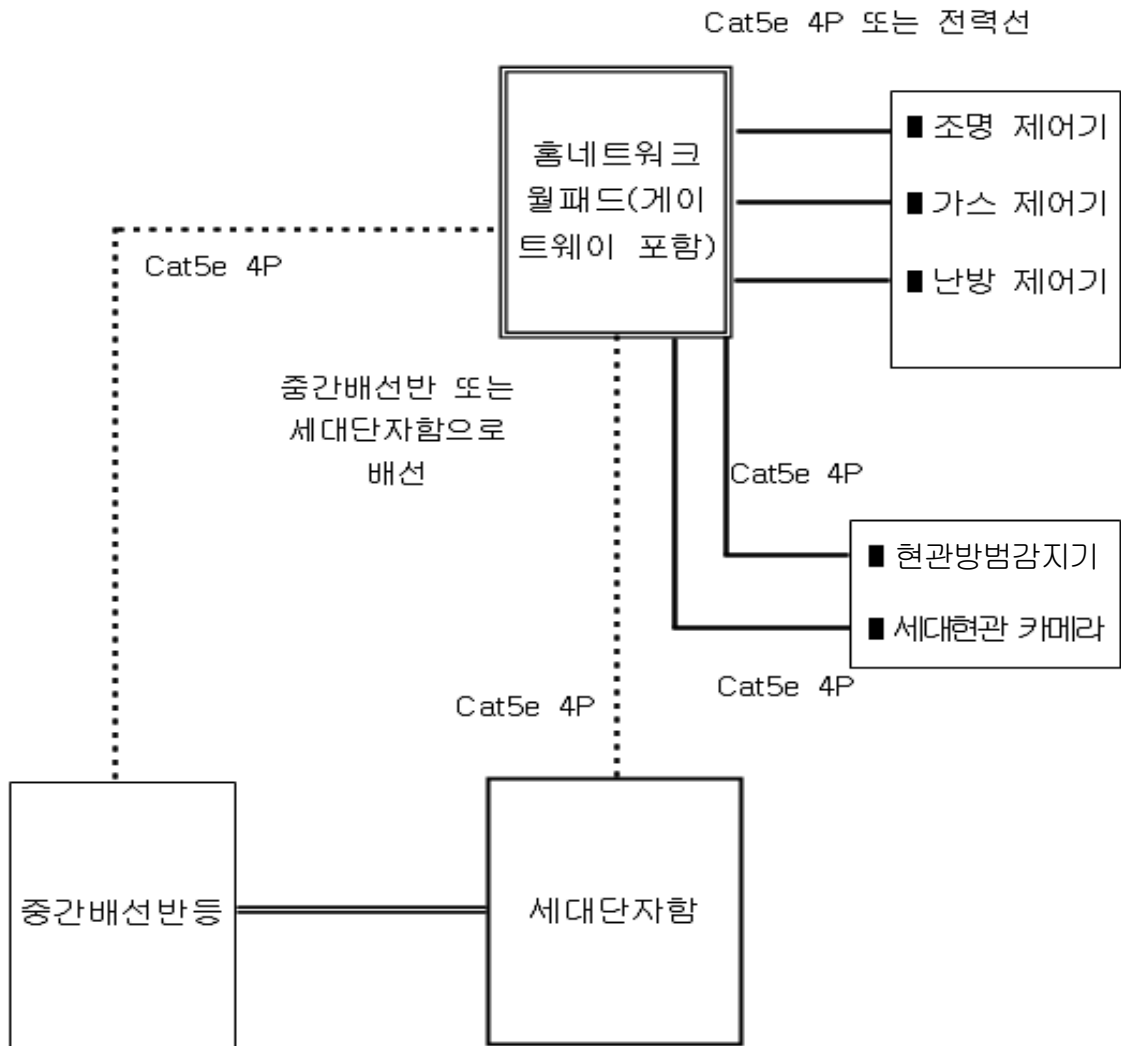 Cat5e 4P 또는 전력선
홈네트워크
월패드(게이
트웨이 포함)
■ 조명 제어기
■ 가스 제어기
■ 난방 제어기
Cat5e 4P
중간배선반 또는
세대단자함으로
배선
Cat5e 4P
■ 현관방범감지기
■ 세대현관 카메라
Cat5e 4P
Cat5e 4P
중간배선반등
세대단자함